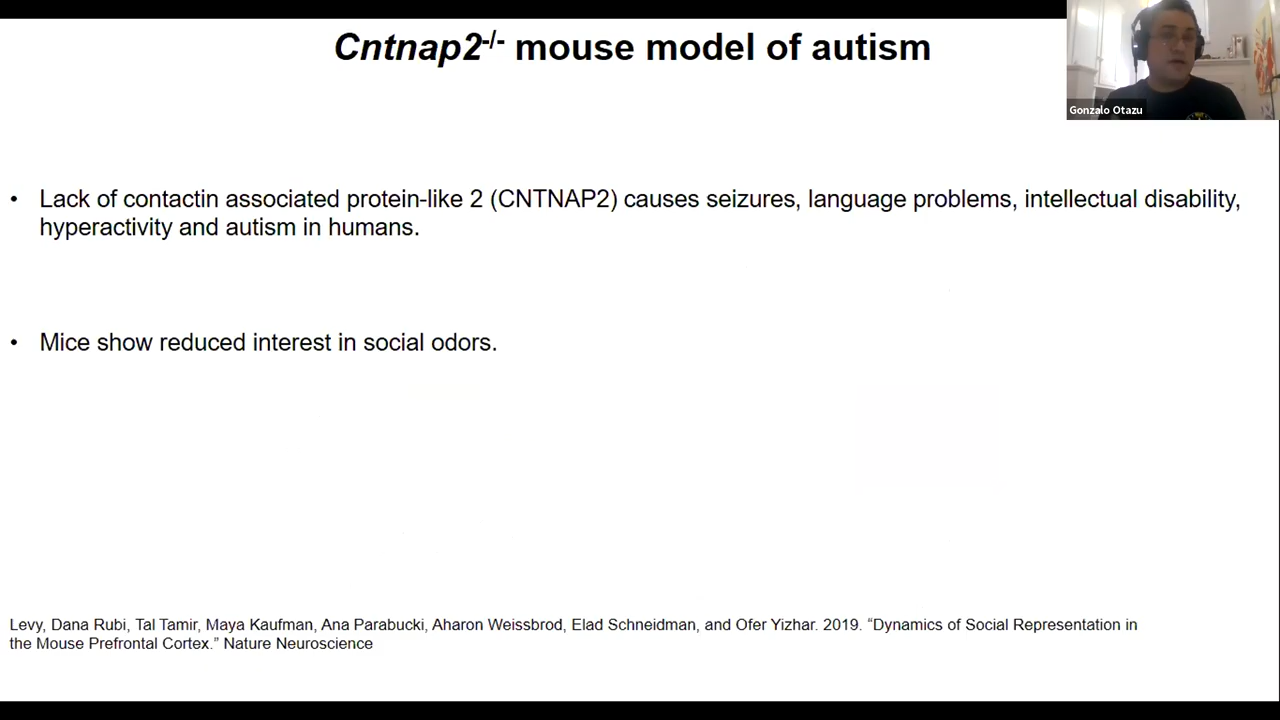 Cntnap2-/- mouse model of autism
Gonzalo Otazu
• Lack of contactin associated protein-like 2 (CNTNAP2) causes seizures, language problems, intellectual disability,
hyperactivity and autism in humans.
• Mice show reduced interest in social odors.
Levy, Dana Rubi, Tal Tamir, Maya Kaufman, Ana Parabucki, Aharon Weissbrod, Elad Schneidman, and Ofer Yizhar. 2019. “Dynamics of Social Representation in
the Mouse Prefrontal Cortex.” Nature Neuroscience